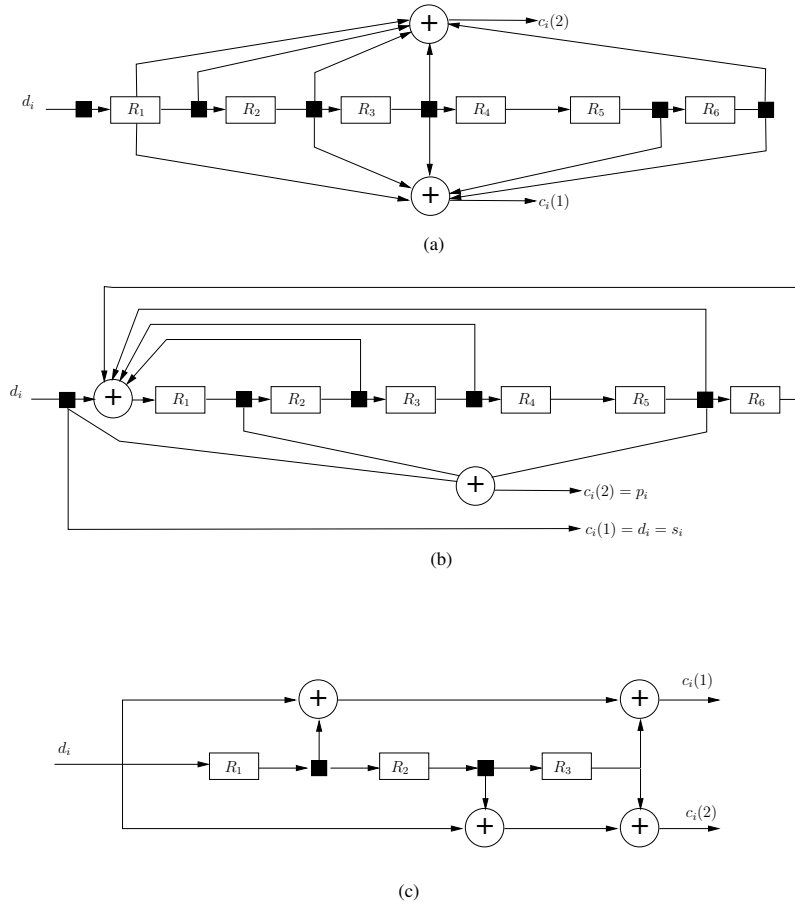 c_i(2)
d_i R_1 R_2 R_3 R_4 R_5 R_6
c_i(1)
(a)
d_i R_1 R_2 R_3 R_4 R_5 R_6
c_i(2) = p_i
c_i(1) = d_i = s_i
(b)
c_i(1)
d_i R_1 R_2 R_3
c_i(2)
(c)